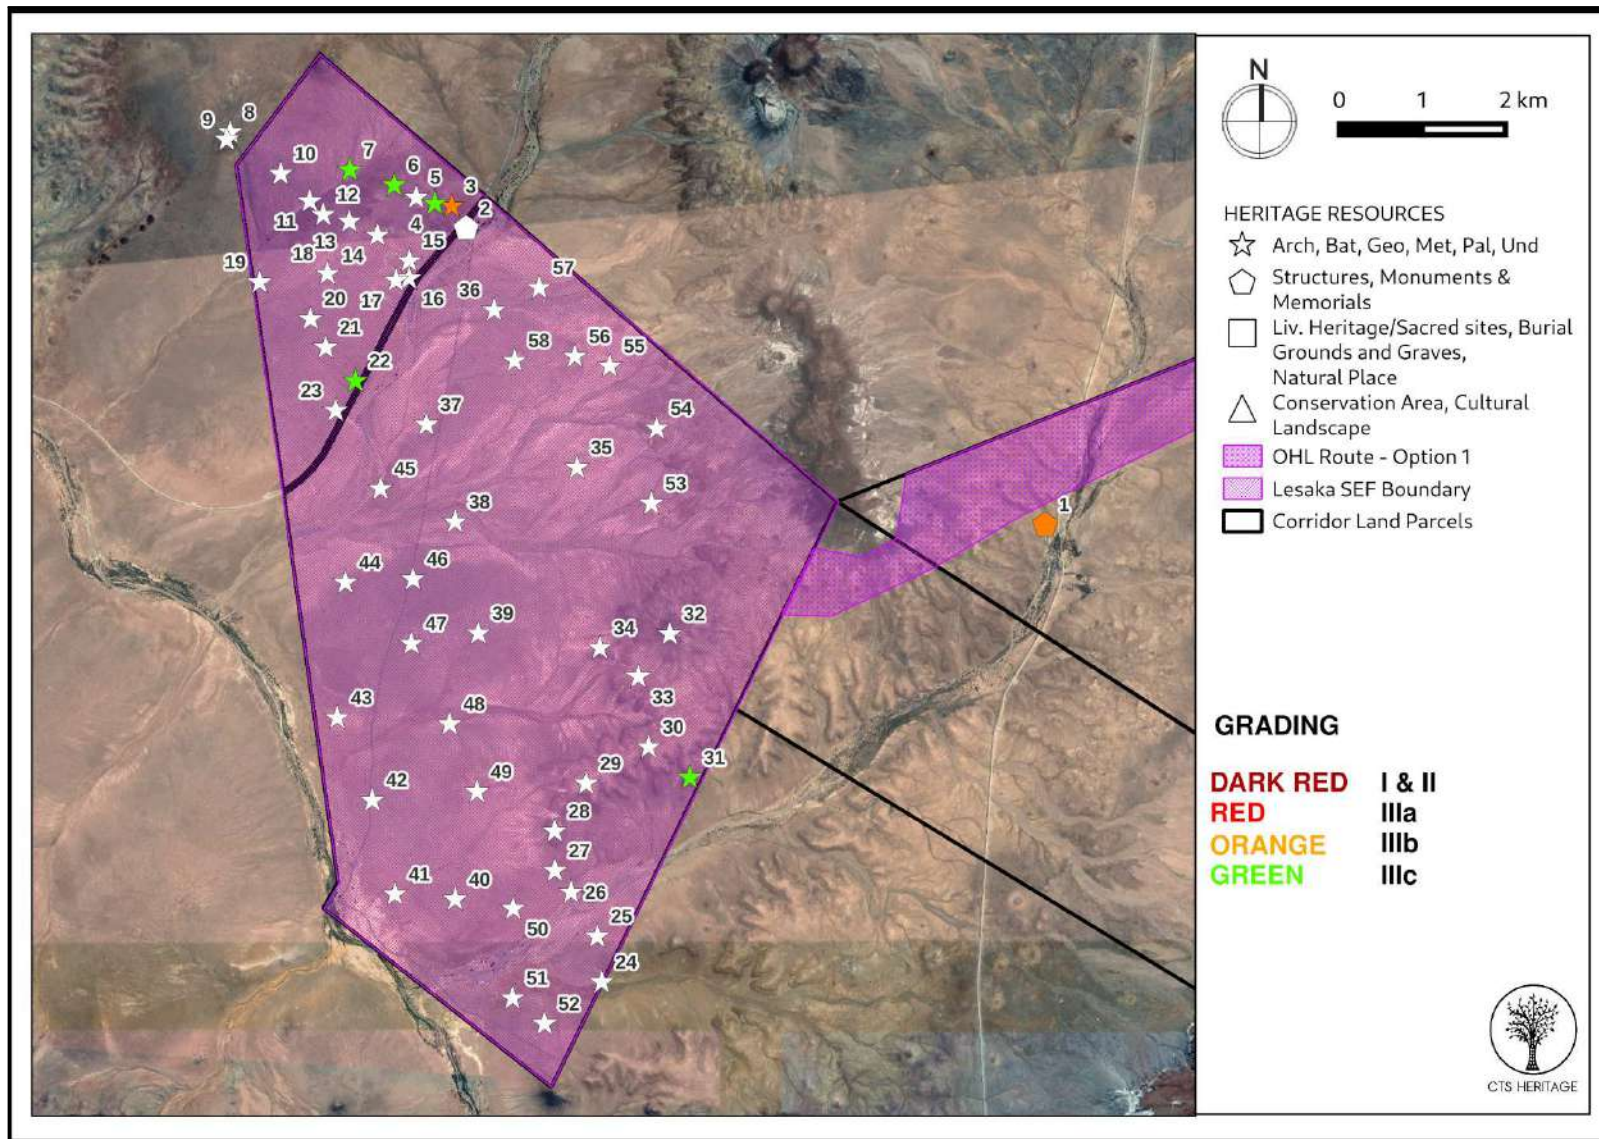 N
0 1 2 km
HERITAGE RESOURCES
Arch, Bat, Geo, Met, Pal, Und
Structures, Monuments &
Memorials
Liv. Heritage/Sacred sites, Burial
Grounds and Graves,
Natural Place
Conservation Area, Cultural
Landscape
OHL Route - Option 1
Lesaka SEF Boundary
Corridor Land Parcels
GRADING
DARK RED I & II
RED IIIa
ORANGE IIIb
GREEN IIIc
CTS HERITAGE
9 8
10
7
6
5
3
12
2
11
4
13
15
18
14
19
57
20
17
16
36
21
56
58
55
22
23
37
54
35
45
53
38
1
44
46
39
32
47
34
33
43
48
30
31
29
42
49
28
27
41
40
26
50
25
24
51
52